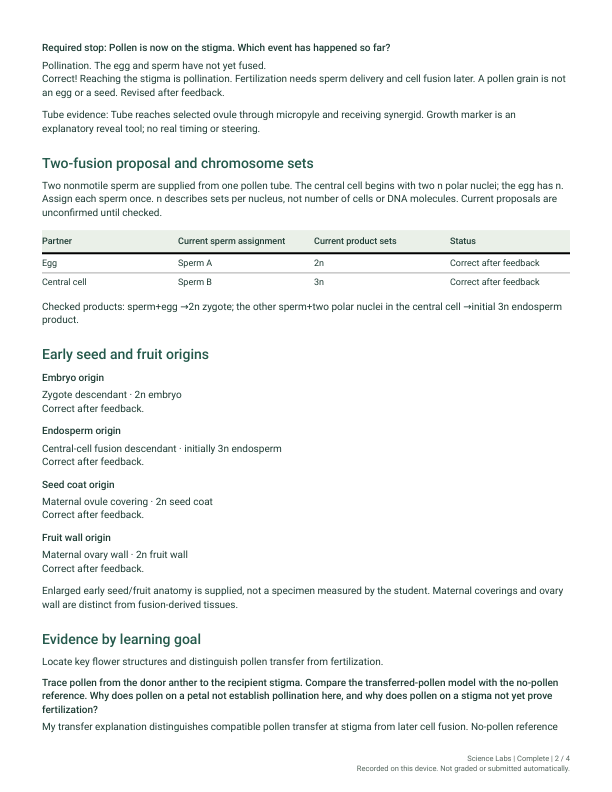 Required stop: Pollen is now on the stigma. Which event has happened so far?
Pollination. The egg and sperm have not yet fused.
Correct! Reaching the stigma is pollination. Fertilization needs sperm delivery and cell fusion later. A pollen grain is not
an egg or a seed. Revised after feedback.
Tube evidence: Tube reaches selected ovule through micropyle and receiving synergid. Growth marker is an
explanatory reveal tool; no real timing or steering.
Two-fusion proposal and chromosome sets
Two nonmotile sperm are supplied from one pollen tube. The central cell begins with two n polar nuclei; the egg has n.
Assign each sperm once. n describes sets per nucleus, not number of cells or DNA molecules. Current proposals are
unconfirmed until checked.
Partner Current sperm assignment Current product sets Status
Egg Sperm A 2n Correct after feedback
Central cell Sperm B 3n Correct after feedback
Checked products: sperm+egg →2n zygote; the other sperm+two polar nuclei in the central cell →initial 3n endosperm
product.
Early seed and fruit origins
Embryo origin
Zygote descendant · 2n embryo
Correct after feedback.
Endosperm origin
Central-cell fusion descendant · initially 3n endosperm
Correct after feedback.
Seed coat origin
Maternal ovule covering · 2n seed coat
Correct after feedback.
Fruit wall origin
Maternal ovary wall · 2n fruit wall
Correct after feedback.
Enlarged early seed/fruit anatomy is supplied, not a specimen measured by the student. Maternal coverings and ovary
wall are distinct from fusion-derived tissues.
Evidence by learning goal
Locate key flower structures and distinguish pollen transfer from fertilization.
Trace pollen from the donor anther to the recipient stigma. Compare the transferred-pollen model with the no-pollen
reference. Why does pollen on a petal not establish pollination here, and why does pollen on a stigma not yet prove
fertilization?
My transfer explanation distinguishes compatible pollen transfer at stigma from later cell fusion. No-pollen reference
Science Labs | Complete | 2 / 4
Recorded on this device. Not graded or submitted automatically.